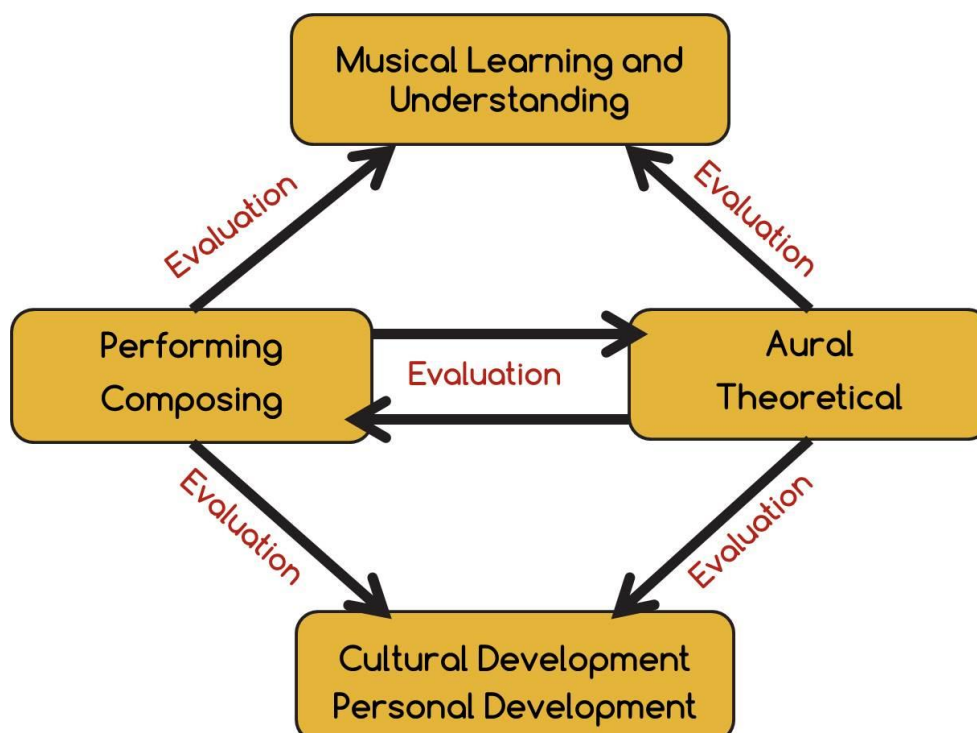 Musical Learning and
Understanding
Evaluation
Evaluation
Performing
Composing
Evaluation
Aural
Theoretical
Evaluation
Evaluation
Cultural Development
Personal Development